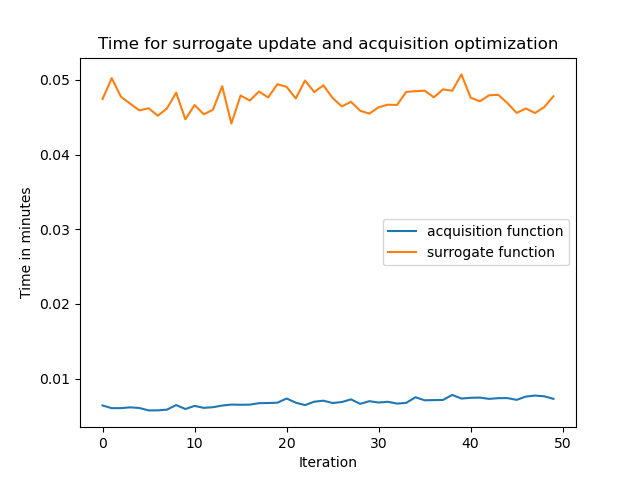 Time for surrogate update and acquisition optimization
0.05
0.04
0.03
0.02
0.01
Time in minutes
acquisition function
surrogate function
0 10 20 30 40 50
Iteration